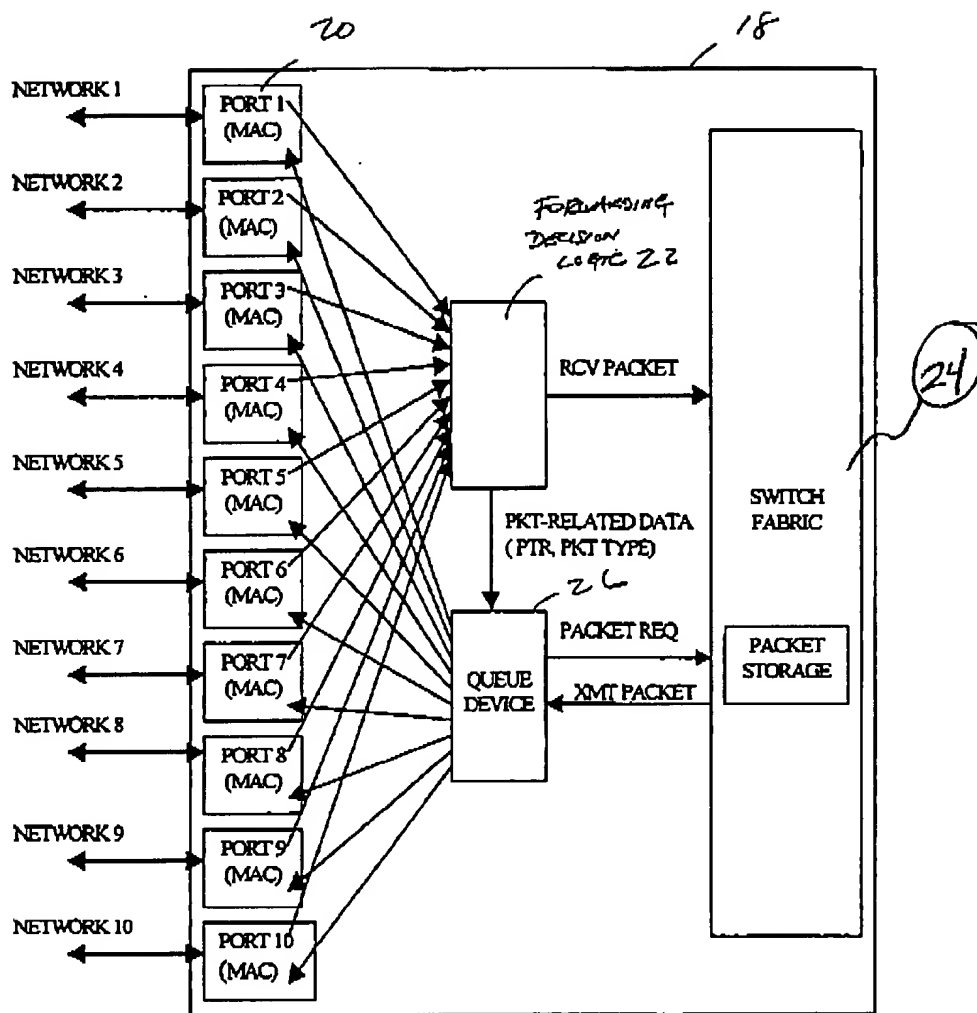 20
18
NETWORK 1
PORT 1
(MAC)
NETWORK 2
PORT 2
(MAC)
FORWARDING
DECISION
LOGIC 22
NETWORK 3
PORT 3
(MAC)
NETWORK 4
PORT 4
(MAC)
RCV PACKET
24
NETWORK 5
PORT 5
(MAC)
SWITCH
FABRIC
PKT-RELATED DATA
( PTR, PKT TYPE)
NETWORK 6
PORT 6
(MAC)
26
PACKET REQ
PACKET
STORAGE
NETWORK 7
PORT 7
(MAC)
QUEUE
DEVICE
XMT PACKET
NETWORK 8
PORT 8
(MAC)
NETWORK 9
PORT 9
(MAC)
NETWORK 10
PORT 10
(MAC)